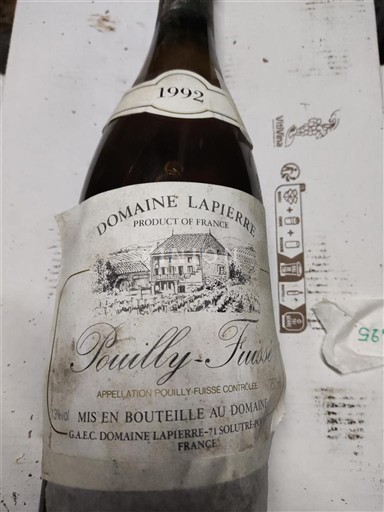 1992
DOMAINE LAPIERRE
PRODUCT OF FRANCE
Pouilly-Fuissé
APPELLATION POUILLY-FUISSÉ CONTRÔLÉE
MIS EN BOUTEILLE AU DOMAINE
G.A.E.C. DOMAINE LAPIERRE-71 SOLUTRÉ-
FRANCE
VinVina